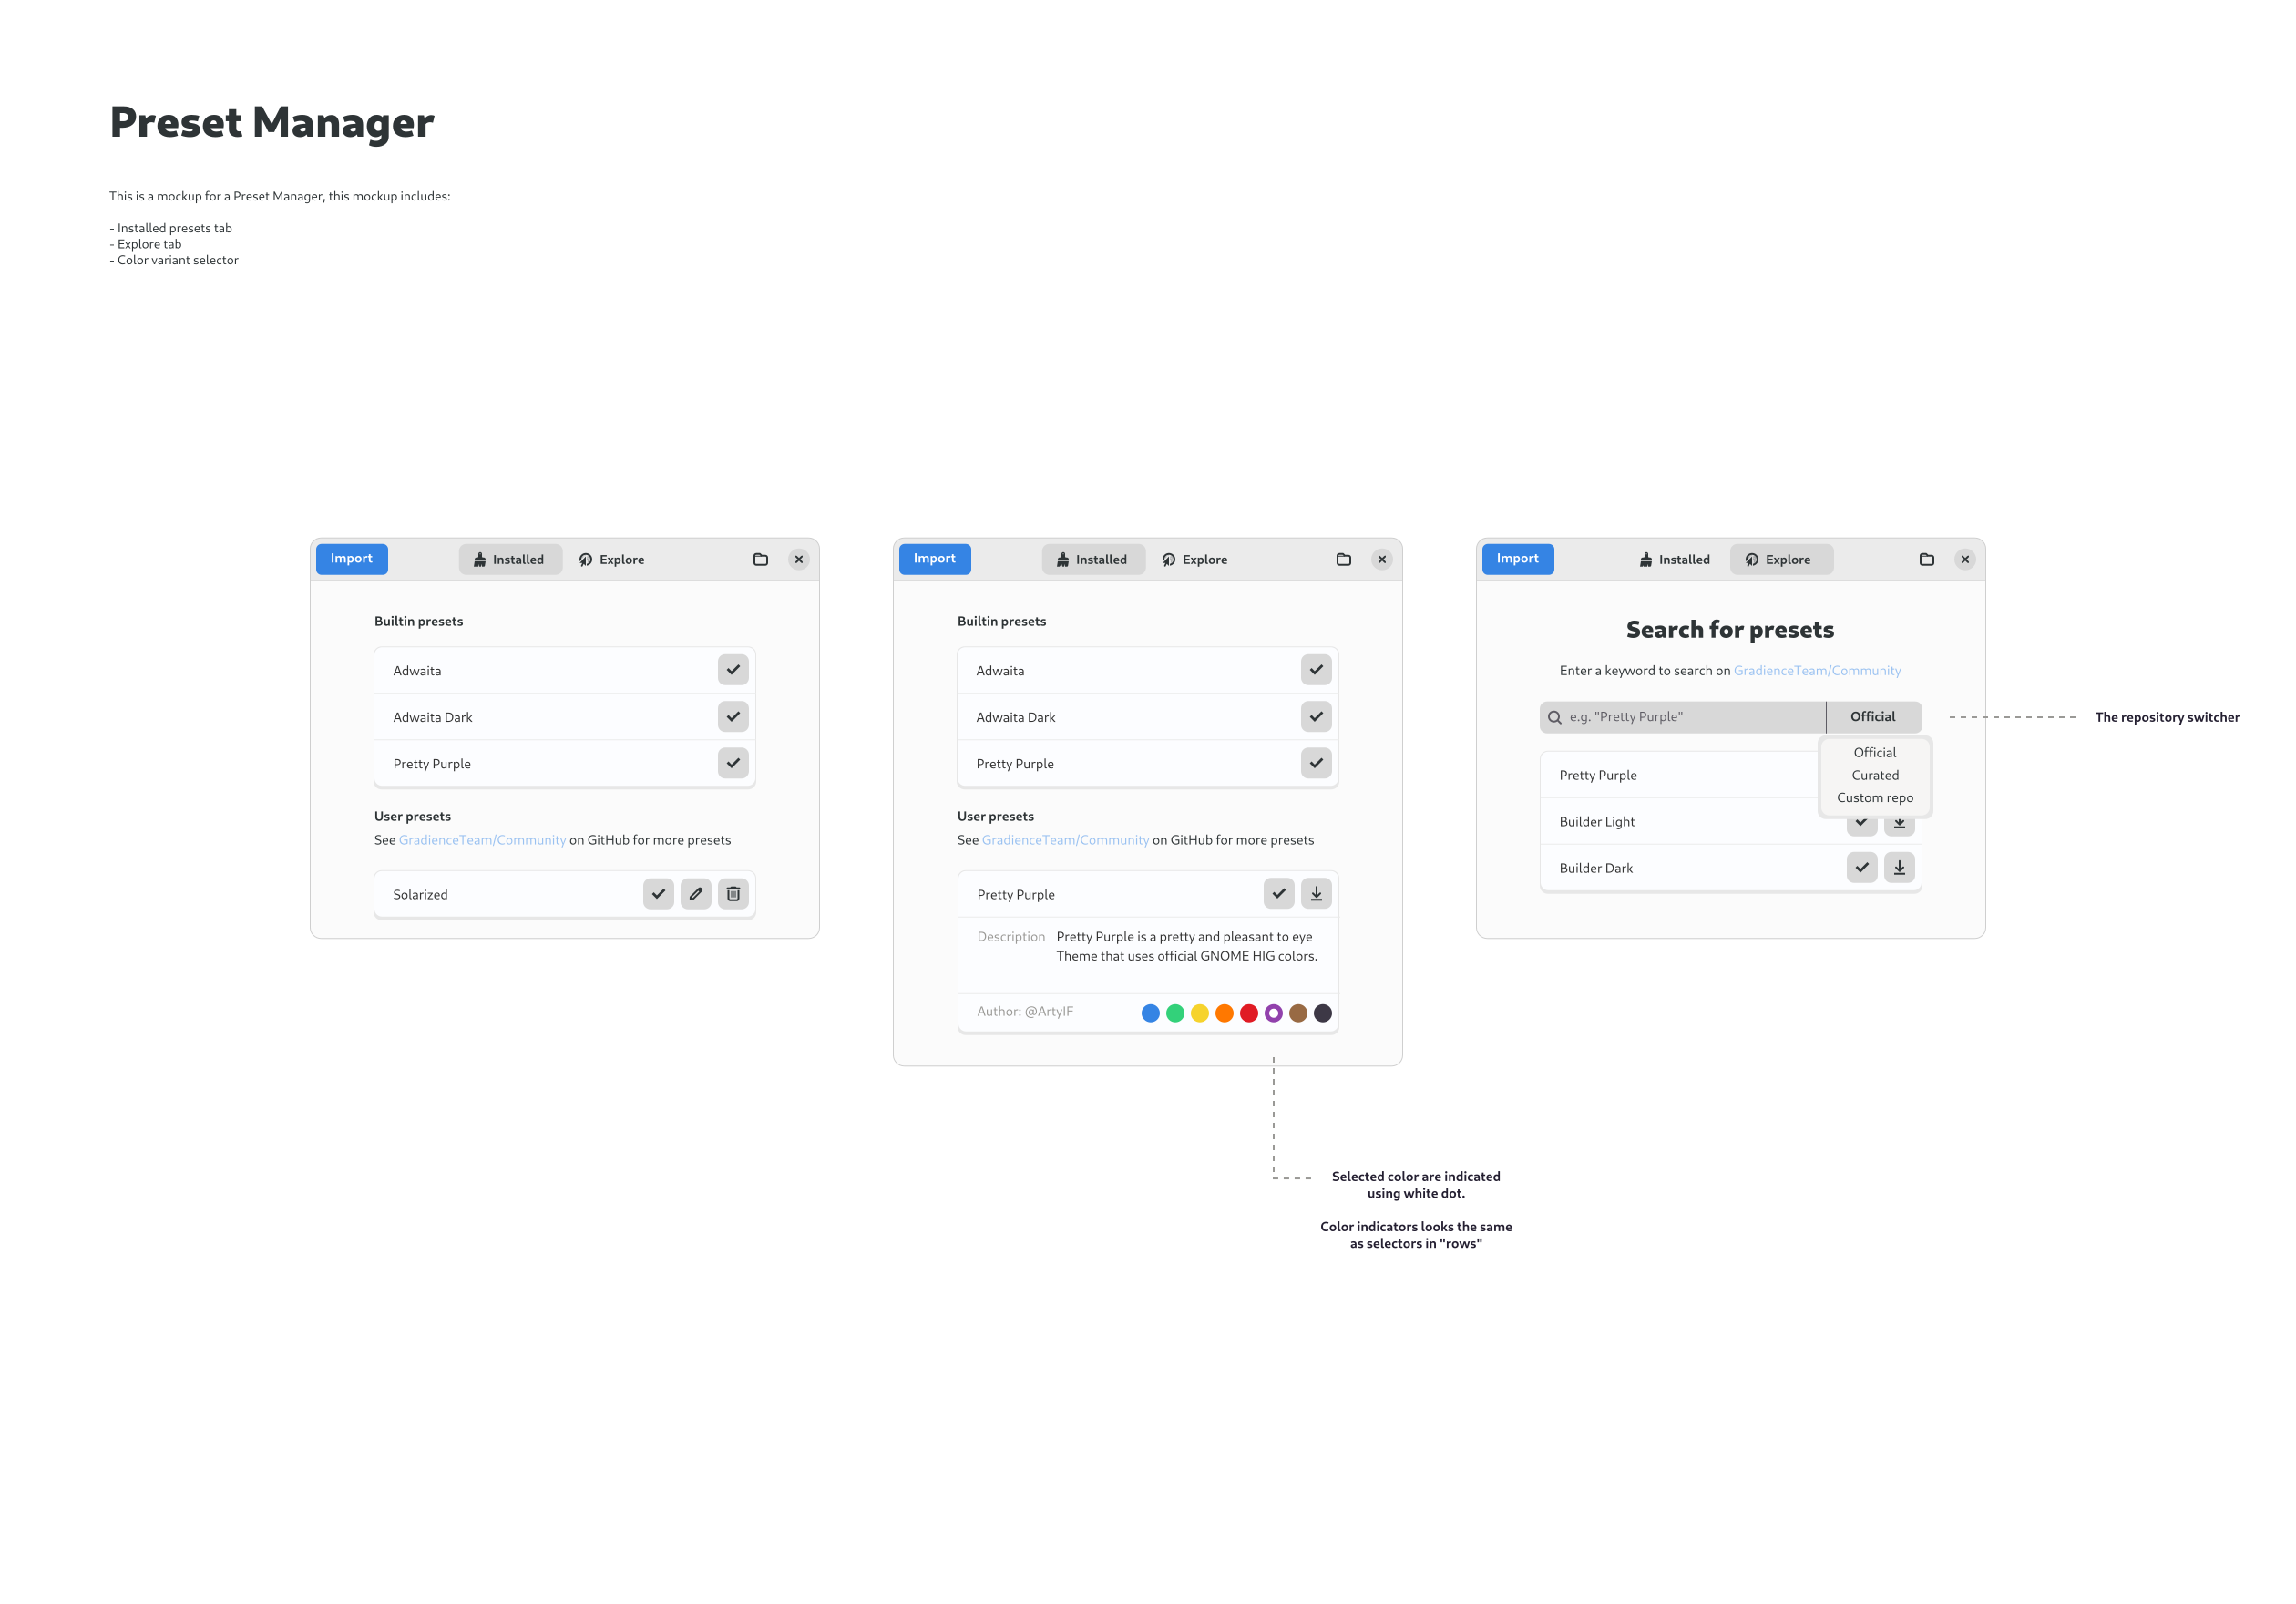 Preset Manager
This is a mockup for a Preset Manager, this mockup includes:
- Installed presets tab
- Explore tab
- Color variant selector
Import
Installed
Explore
Builtin presets
Adwaita
Adwaita Dark
Pretty Purple
User presets
See GradienceTeam/Community on GitHub for more presets
Solarized
Import
Installed
Explore
Builtin presets
Adwaita
Adwaita Dark
Pretty Purple
User presets
See GradienceTeam/Community on GitHub for more presets
Pretty Purple
Description Pretty Purple is a pretty and pleasant to eye
Theme that uses official GNOME HIG colors.
Author: @ArtyIF
Selected color are indicated
using white dot.
Color indicators looks the same
as selectors in "rows"
Import
Installed
Explore
Search for presets
Enter a keyword to search on GradienceTeam/Community
e.g. "Pretty Purple"
Official
Official
Curated
Custom repo
Pretty Purple
Builder Light
Builder Dark
The repository switcher